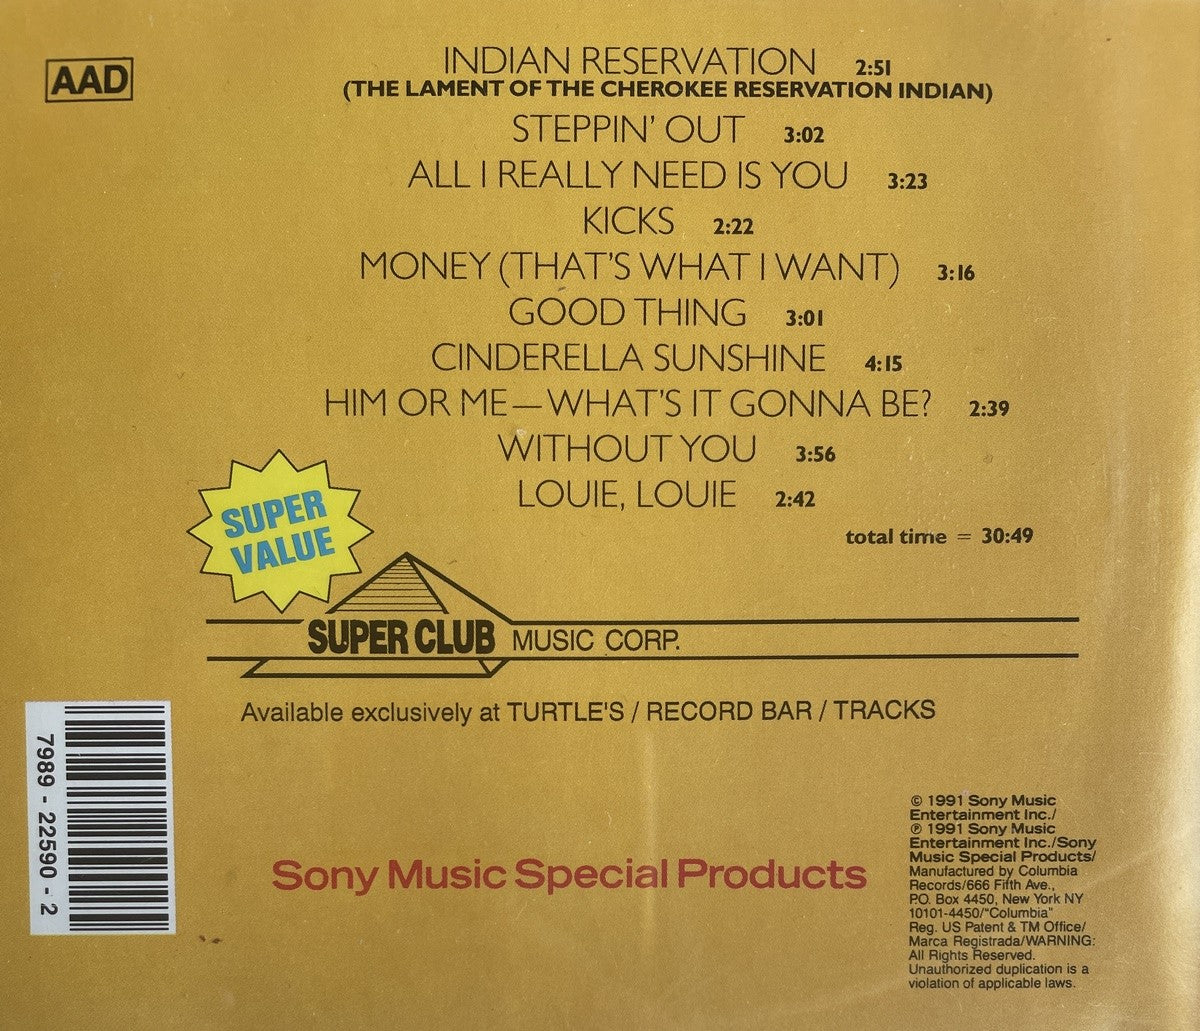 AAD
INDIAN RESERVATION 2:51
(THE LAMENT OF THE CHEROKEE RESERVATION INDIAN)
STEPPIN' OUT 3:02
ALL I REALLY NEED IS YOU 3:23
KICKS 2:22
MONEY (THAT'S WHAT I WANT) 3:16
GOOD THING 3:01
CINDERELLA SUNSHINE 4:15
HIM OR ME—WHAT'S IT GONNA BE? 2:39
WITHOUT YOU 3:56
LOUIE, LOUIE 2:42
total time = 30:49
SUPER
VALUE
SUPER CLUB MUSIC CORP.
Available exclusively at TURTLE'S / RECORD BAR / TRACKS
7989 - 22590 - 2
Sony Music Special Products
© 1991 Sony Music
Entertainment Inc./
℗ 1991 Sony Music
Entertainment Inc./Sony
Music Special Products/
Manufactured by Columbia
Records/666 Fifth Ave.,
P.O. Box 4450, New York NY
10101-4450/"Columbia"
Reg. US Patent & TM Office/
Marca Registrada/WARNING:
All Rights Reserved.
Unauthorized duplication is a
violation of applicable laws.